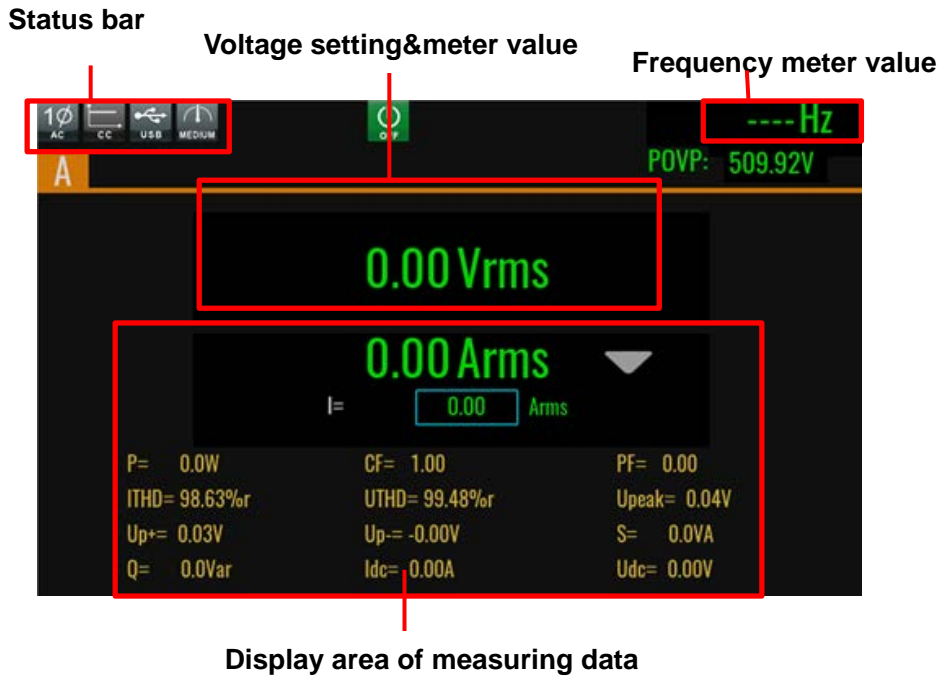 Status bar
Voltage setting&meter value
Frequency meter value
1Ø AC CC USB MEDIUM OFF ----Hz
A POVP: 509.92V
0.00 Vrms
0.00 Arms
I= 0.00 Arms
P= 0.0W CF= 1.00 PF= 0.00
ITHD= 98.63%r UTHD= 99.48%r Upeak= 0.04V
Up+= 0.03V Up-= -0.00V S= 0.0VA
Q= 0.0Var Idc= -0.00A Udc= 0.00V
Display area of measuring data